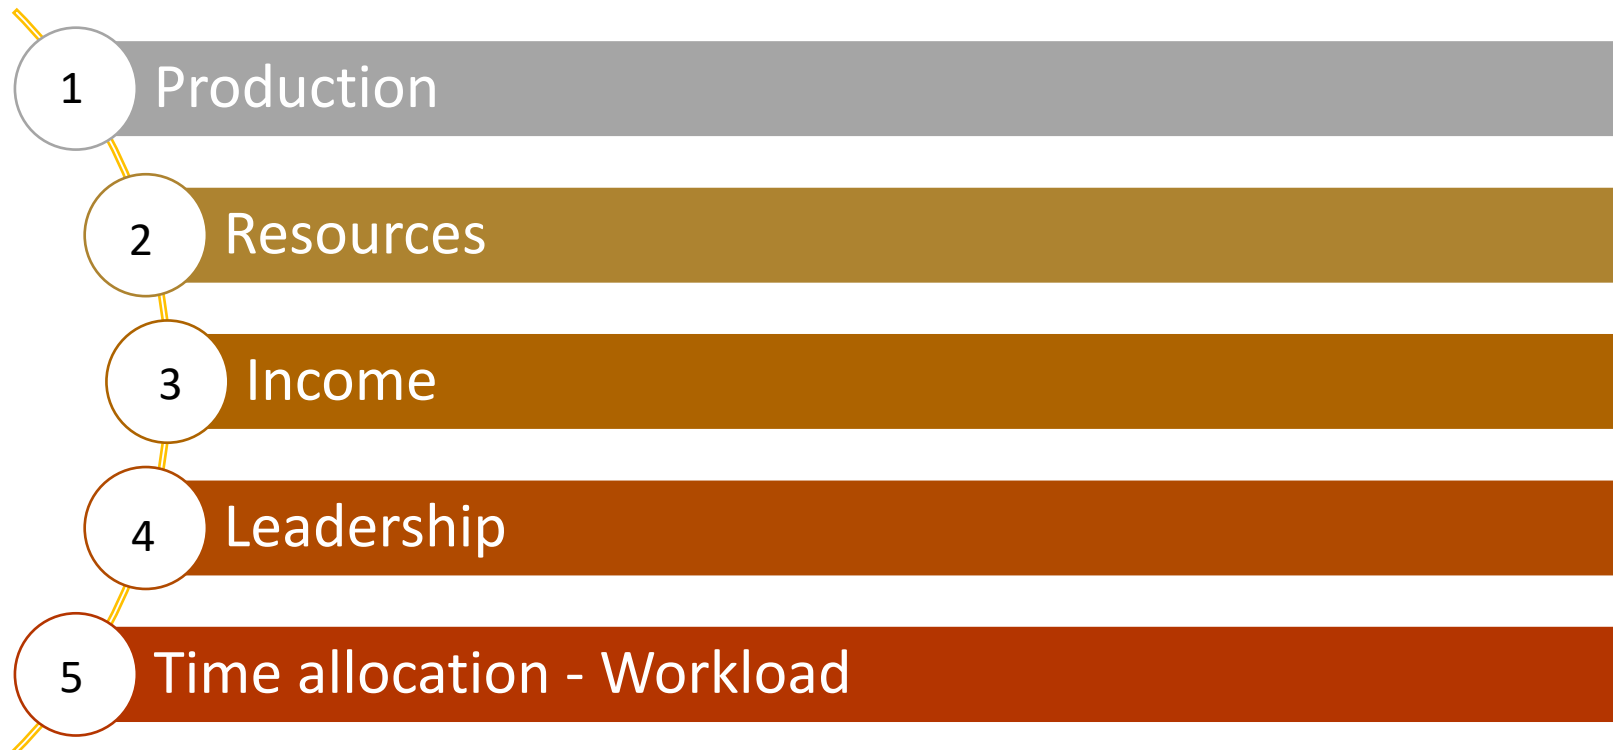 1 Production
2 Resources
3 Income
4 Leadership
5 Time allocation - Workload